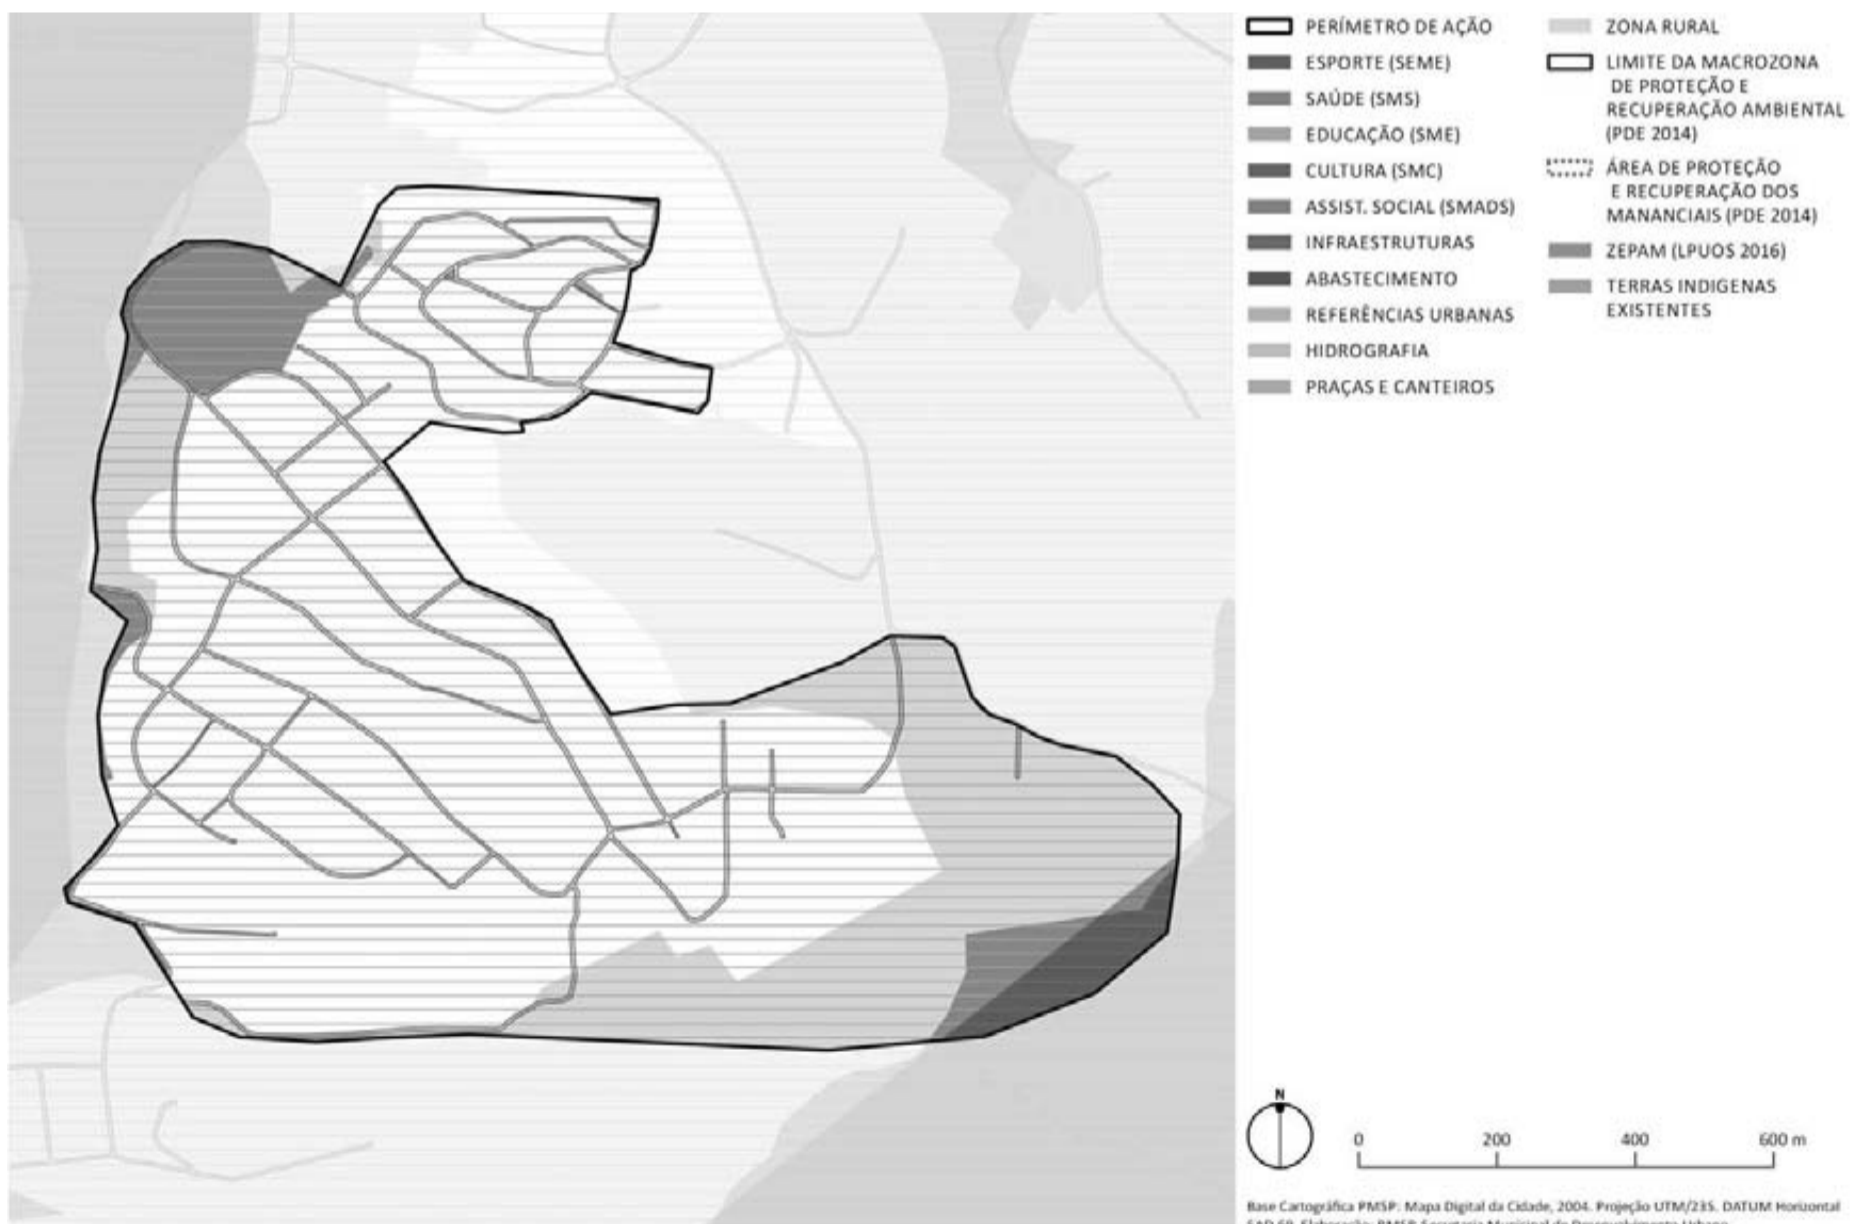 PERÍMETRO DE AÇÃO
ESPORTE (SEME)
SAÚDE (SMS)
EDUCAÇÃO (SME)
CULTURA (SMC)
ASSIST. SOCIAL (SMADS)
INFRAESTRUTURAS
ABASTECIMENTO
REFERÊNCIAS URBANAS
HIDROGRAFIA
PRAÇAS E CANTEIROS
ZONA RURAL
LIMITE DA MACROZONA
DE PROTEÇÃO E
RECUPERAÇÃO AMBIENTAL
(PDE 2014)
ÁREA DE PROTEÇÃO
E RECUPERAÇÃO DOS
MANANCIAIS (PDE 2014)
ZEPAM (LPUOS 2016)
TERRAS INDIGENAS
EXISTENTES
N
0 200 400 600 m
Base Cartográfica PMSP: Mapa Digital da Cidade, 2004. Projeção UTM/23S. DATUM Horizontal